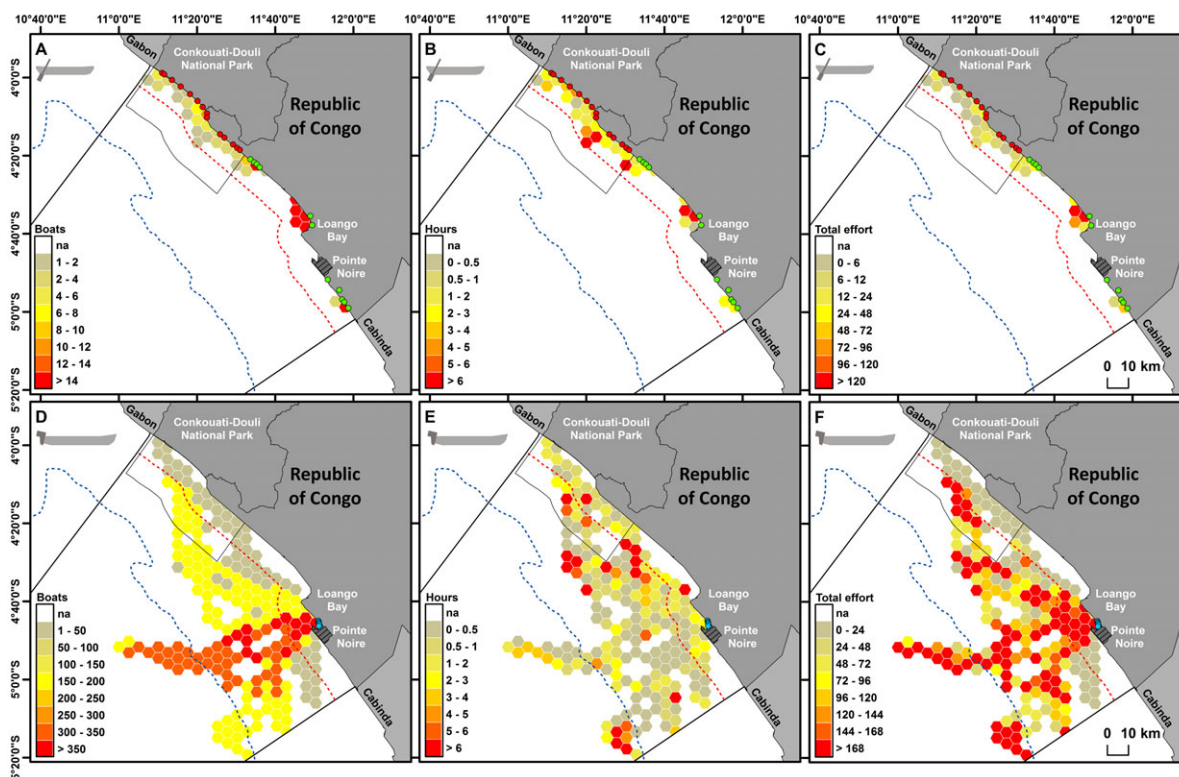 10°40'0"E 11°0'0"E 11°20'0"E 11°40'0"E 12°0'0"E
10°40'0"E 11°0'0"E 11°20'0"E 11°40'0"E 12°0'0"E
10°40'0"E 11°0'0"E 11°20'0"E 11°40'0"E 12°0'0"E
A
Gabon
Conkouati-Douli
National Park
Republic
of Congo
Loango
Bay
Pointe
Noire
Cabinda
Boats
na
1 - 2
2 - 4
4 - 6
6 - 8
8 - 10
10 - 12
12 - 14
> 14
4°0'0"S
4°20'0"S
4°40'0"S
5°0'0"S
5°20'0"S
B
Gabon
Conkouati-Douli
National Park
Republic
of Congo
Loango
Bay
Pointe
Noire
Cabinda
Hours
na
0 - 0.5
0.5 - 1
1 - 2
2 - 3
3 - 4
4 - 5
5 - 6
> 6
C
Gabon
Conkouati-Douli
National Park
Republic
of Congo
Loango
Bay
Pointe
Noire
Cabinda
Total effort
na
0 - 6
6 - 12
12 - 24
24 - 48
48 - 72
72 - 96
96 - 120
> 120
0 10 km
D
Gabon
Conkouati-Douli
National Park
Republic
of Congo
Loango
Bay
Pointe
Noire
Cabinda
Boats
na
1 - 50
50 - 100
100 - 150
150 - 200
200 - 250
250 - 300
300 - 350
> 350
4°0'0"S
4°20'0"S
4°40'0"S
5°0'0"S
5°20'0"S
E
Gabon
Conkouati-Douli
National Park
Republic
of Congo
Loango
Bay
Pointe
Noire
Cabinda
Hours
na
0 - 0.5
0.5 - 1
1 - 2
2 - 3
3 - 4
4 - 5
5 - 6
> 6
F
Gabon
Conkouati-Douli
National Park
Republic
of Congo
Loango
Bay
Pointe
Noire
Cabinda
Total effort
na
0 - 24
24 - 48
48 - 72
72 - 96
96 - 120
120 - 144
144 - 168
> 168
0 10 km